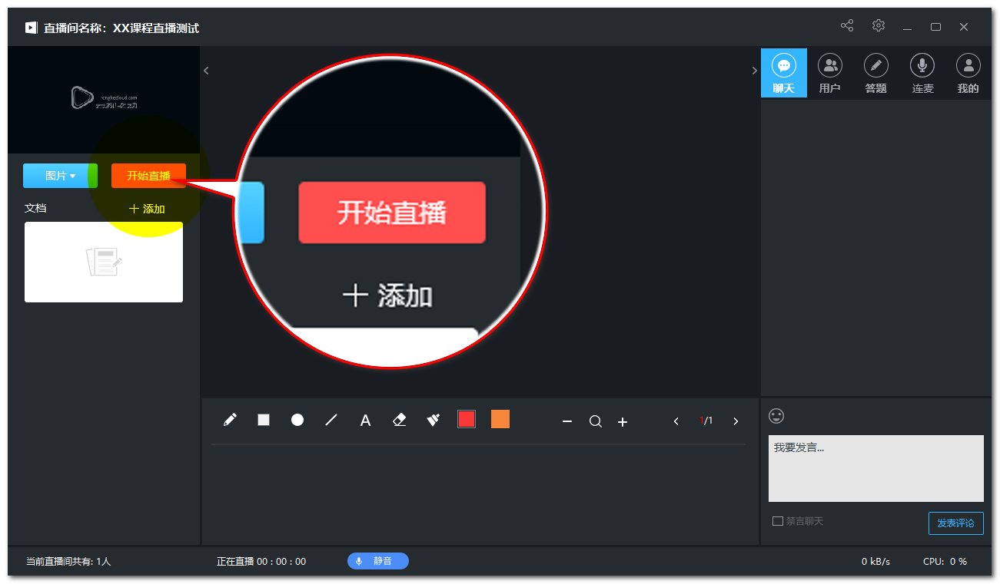 直播间名称：XX课程直播测试
聊天 用户 答题 连麦 我的
图片 开始直播
文档 添加
开始直播
添加
A
1/1
我要发言...
禁言聊天
发表评论
当前直播间共有: 1人
正在直播 00 : 00 : 00
静音
0 kB/s
CPU: 0 %